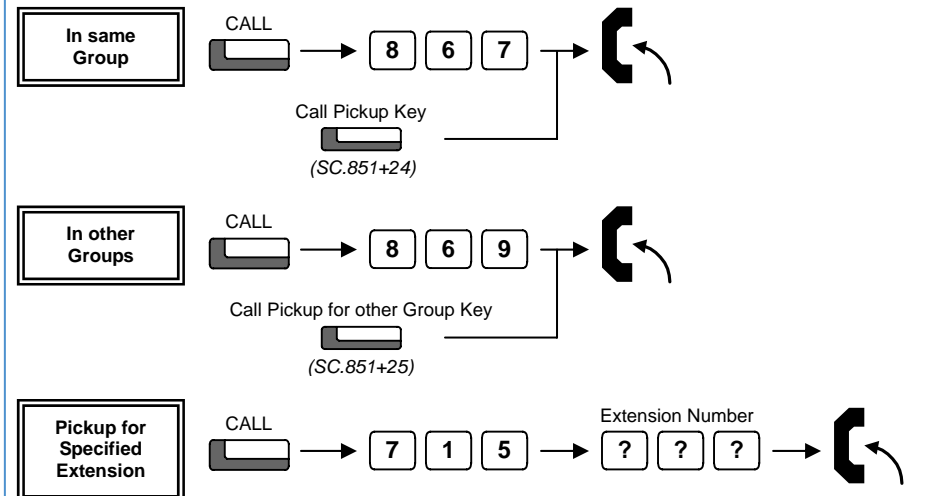 In same
Group
CALL
8 6 7
Call Pickup Key
(SC.851+24)
In other
Groups
CALL
8 6 9
Call Pickup for other Group Key
(SC.851+25)
Pickup for
Specified
Extension
CALL
7 1 5
Extension Number
? ? ?